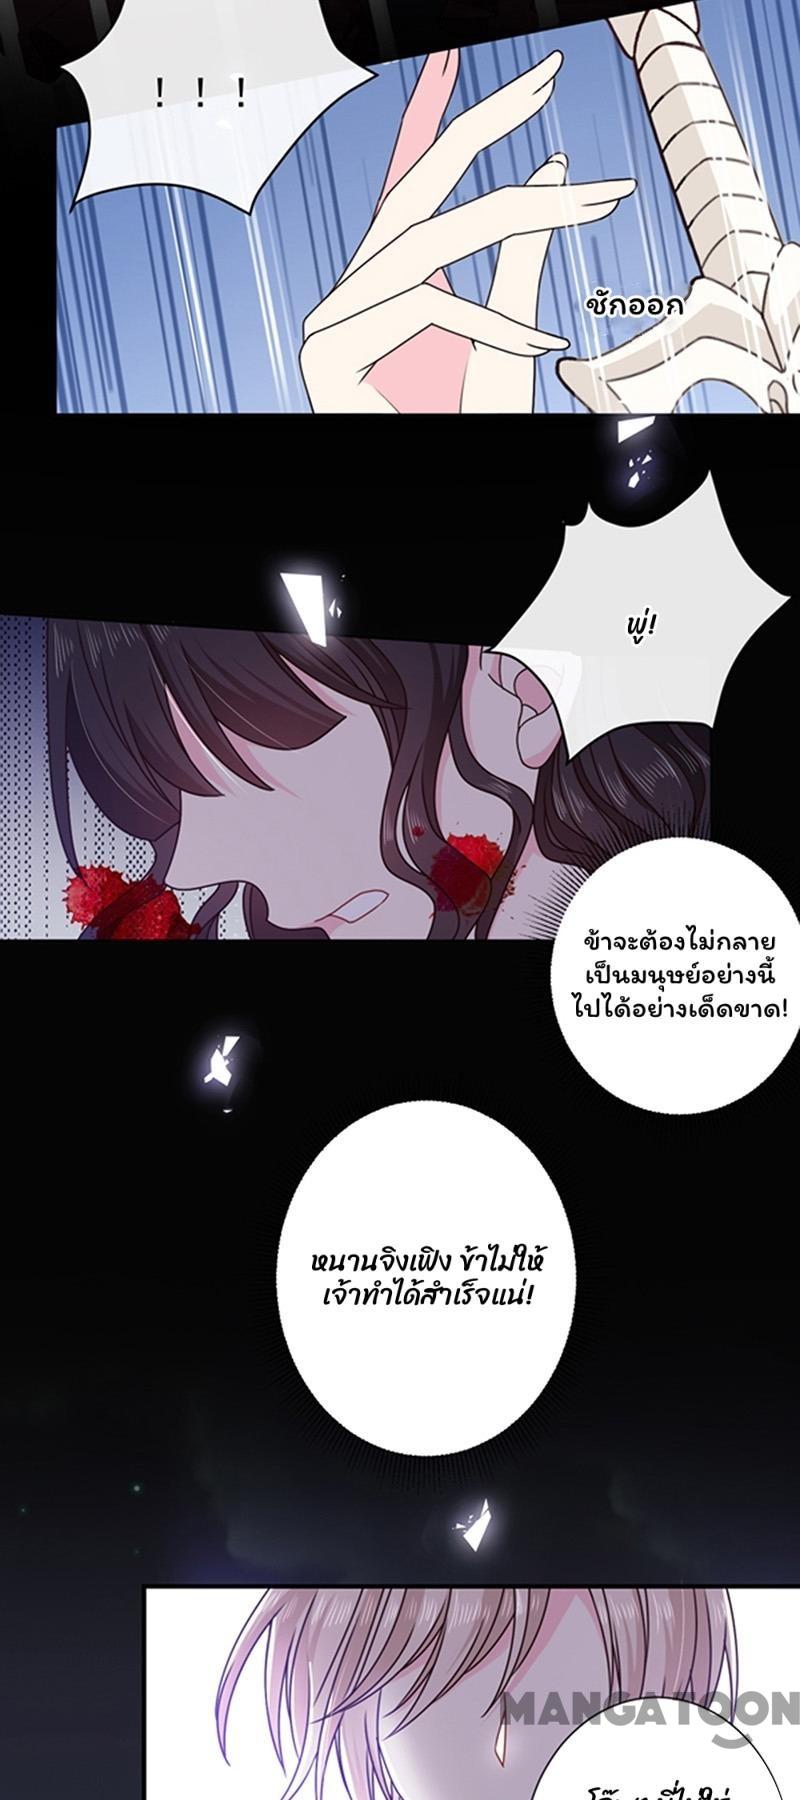 ! ! !
ชักออก
พู่!
ข้าจะต้องไม่กลาย
เป็นมนุษย์อย่างนี้
ไปได้อย่างเด็ดขาด!
หนานจิงเฟิง ข้าไม่ให้
เจ้าทำได้สำเร็จแน่!
MANGATOON